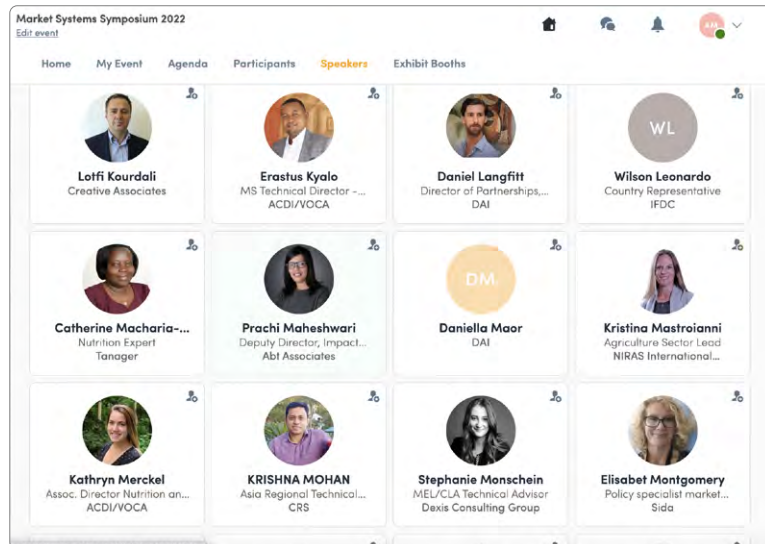 Market Systems Symposium 2022
Edit event
AM
Home My Event Agenda Participants Speakers Exhibit Booths
WL
Lotfi Kourdali Erastus Kyalo Daniel Langfitt Wilson Leonardo
Creative Associates MS Technical Director -... Director of Partnerships,... Country Representative
ACDI/VOCA DAI IFDC
DM
Catherine Macharia-... Prachi Maheshwari Daniella Maor Kristina Mastroianni
Nutrition Expert Deputy Director, Impact... DAI Agriculture Sector Lead
Tanager Abt Associates NIRAS International...
Kathryn Merckel KRISHNA MOHAN Stephanie Monschein Elisabet Montgomery
Assoc. Director Nutrition an... Asia Regional Technical... MEL/CLA Technical Advisor Policy specialist market...
ACDI/VOCA CRS Dexis Consulting Group Sida